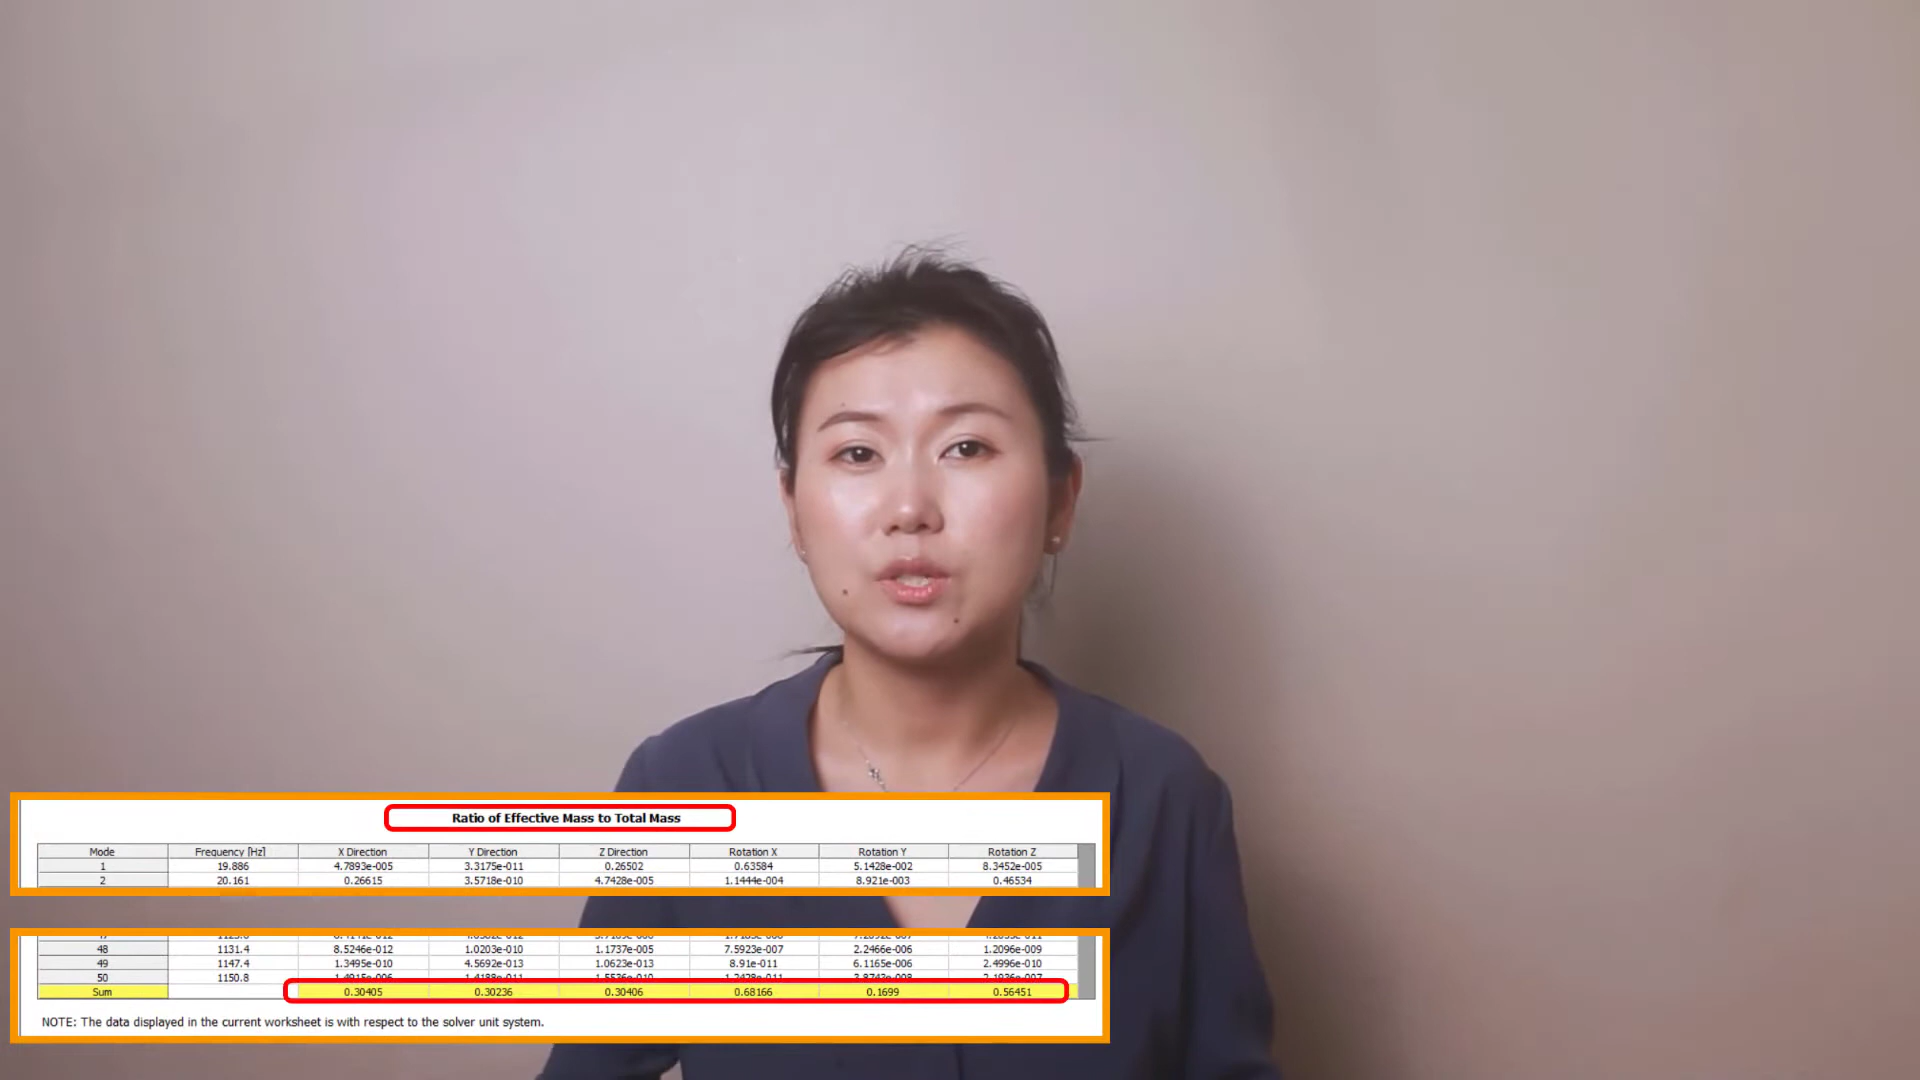 Ratio of Effective Mass to Total Mass
Mode Frequency [Hz] X Direction Y Direction Z Direction Rotation X Rotation Y Rotation Z
1 19.886 4.7893e-005 3.3175e-011 0.26502 0.63584 5.1428e-002 8.3452e-005
2 20.161 0.26615 3.5718e-010 4.7428e-005 1.1444e-004 8.921e-003 0.46534
48 1131.4 8.5246e-012 1.0203e-010 1.1737e-005 7.5923e-007 2.2466e-006 1.2096e-009
49 1147.4 1.3495e-010 4.5692e-013 1.0623e-013 8.91e-011 6.1165e-006 2.4996e-010
50 1150.8
Sum 0.30405 0.30236 0.30406 0.68166 0.1699 0.56451
NOTE: The data displayed in the current worksheet is with respect to the solver unit system.